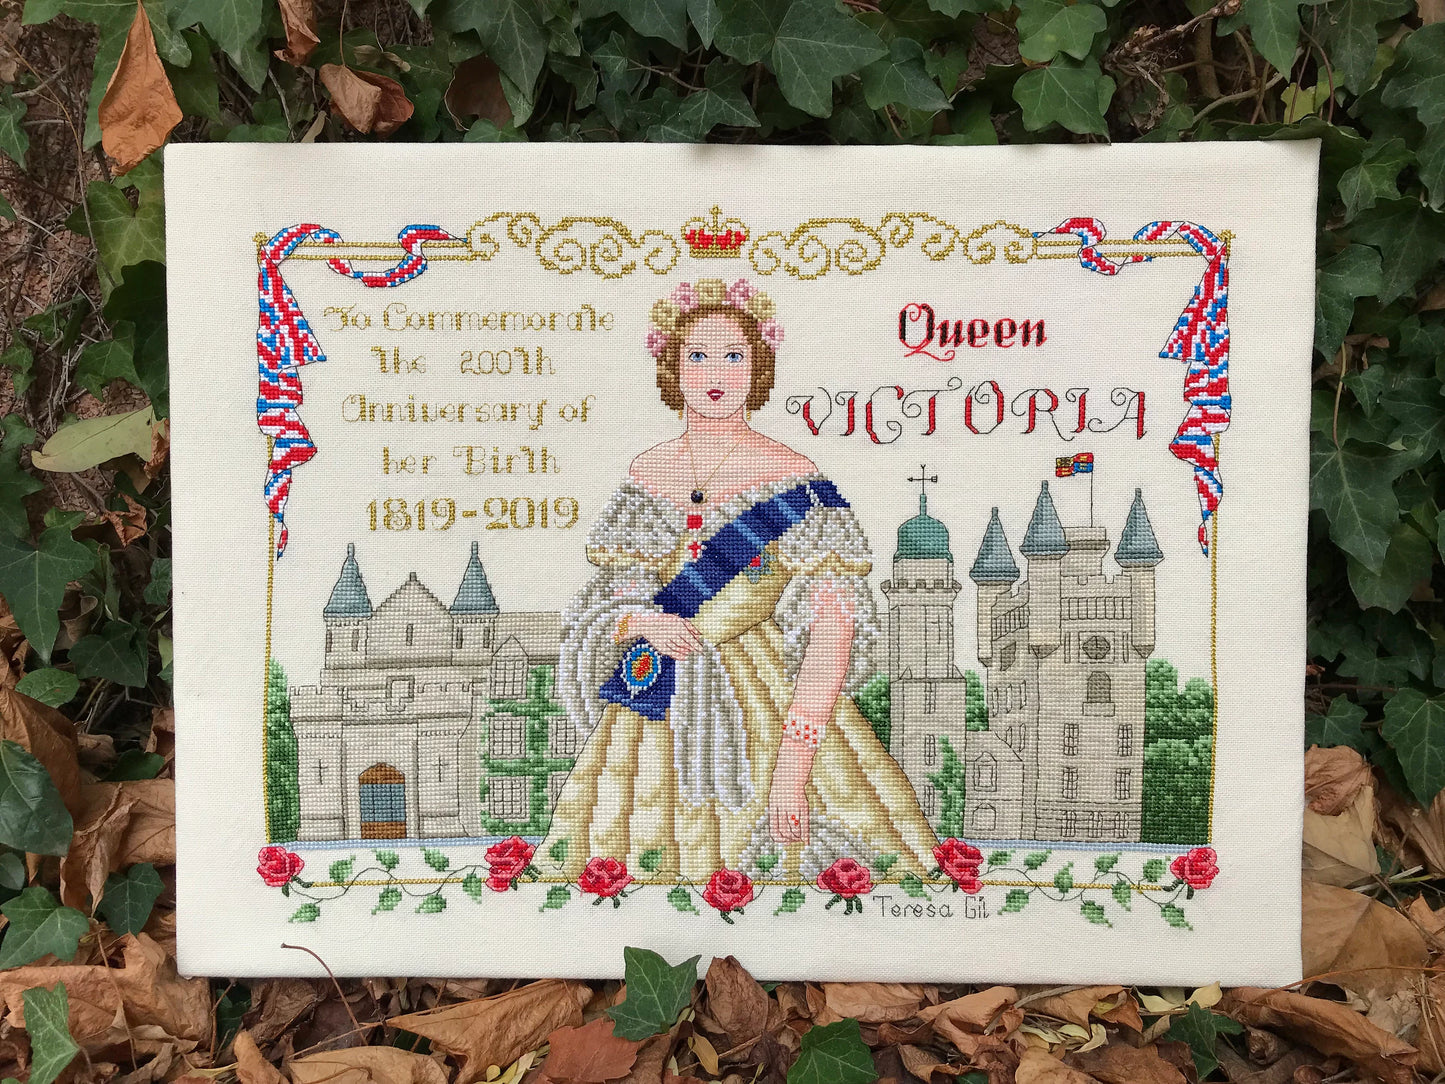 To Commemorate
the 200th
Anniversary of
her Birth
1819-2019
Queen
VICTORIA
Teresa Gil